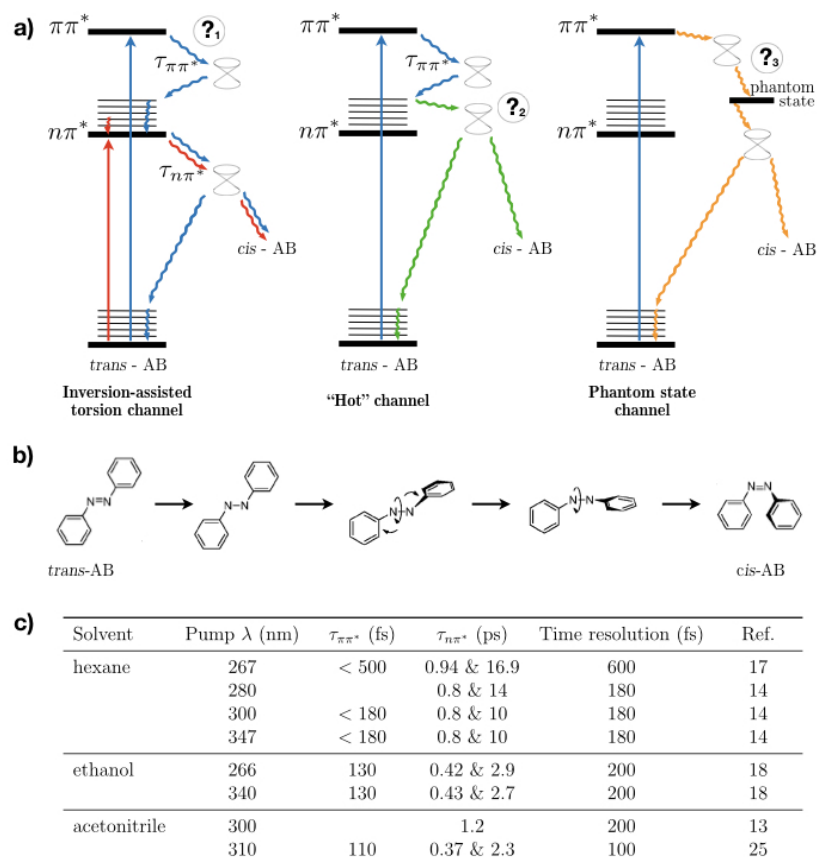 a)
ππ*
?₁
τππ*
nπ*
τnπ*
cis - AB
trans - AB
Inversion-assisted
torsion channel
ππ*
τππ*
?₂
nπ*
cis - AB
trans - AB
“Hot” channel
ππ*
?₃
phantom
state
nπ*
cis - AB
trans - AB
Phantom state
channel
b)
N=N
N-N
N-N
N-N
N=N
trans-AB
cis-AB
c)
Solvent Pump λ (nm) τππ* (fs) τnπ* (ps) Time resolution (fs) Ref.
hexane 267 < 500 0.94 & 16.9 600 17
280 0.8 & 14 180 14
300 < 180 0.8 & 10 180 14
347 < 180 0.8 & 10 180 14
ethanol 266 130 0.42 & 2.9 200 18
340 130 0.43 & 2.7 200 18
acetonitrile 300 1.2 200 13
310 110 0.37 & 2.3 100 25